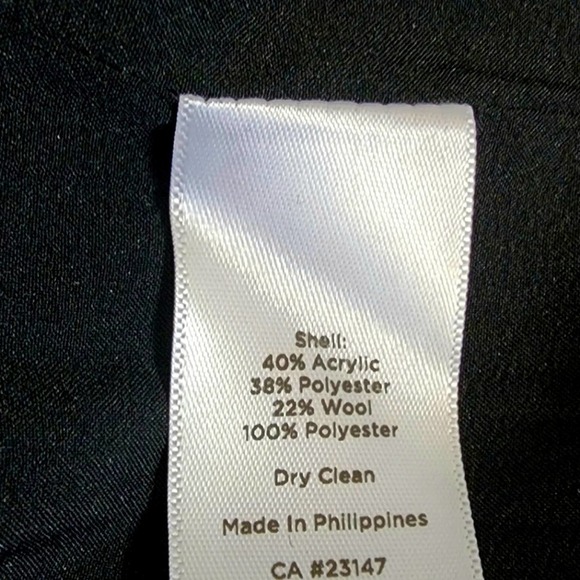 Shell:
40% Acrylic
38% Polyester
22% Wool
100% Polyester
Dry Clean
Made In Philippines
CA #23147